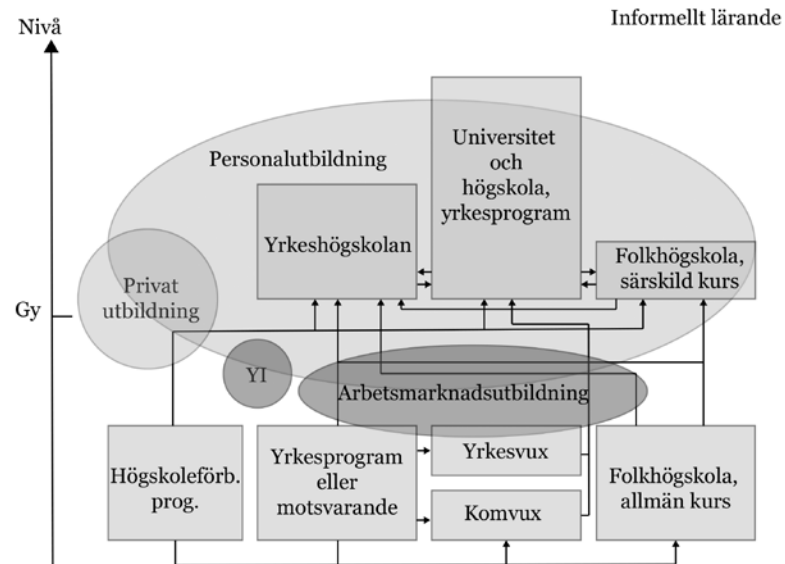 Nivå
Informellt lärande
Personalutbildning
Universitet
och
högskola,
yrkesprogram
Yrkeshögskolan
Folkhögskola,
särskild kurs
Privat
utbildning
Gy
YI
Arbetsmarknadsutbildning
Högskoleförb.
prog.
Yrkesprogram
eller
motsvarande
Yrkesvux
Komvux
Folkhögskola,
allmän kurs